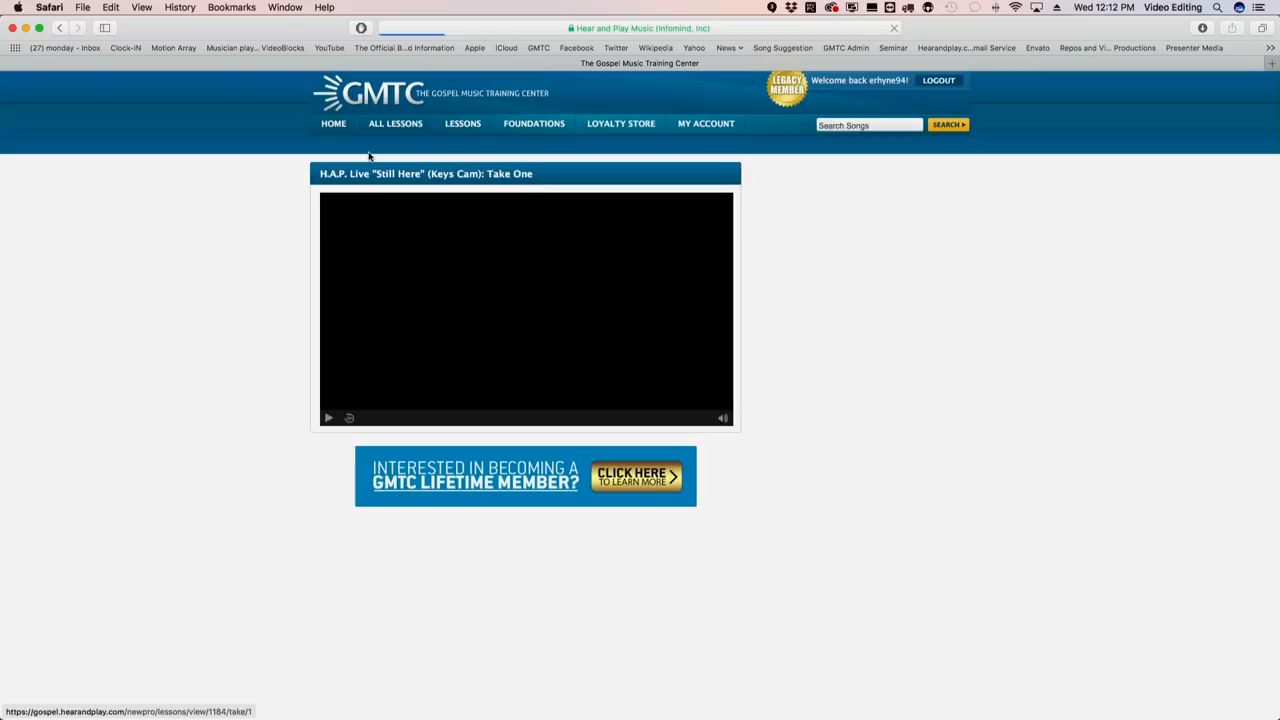 Safari File Edit View History Bookmarks Window Help Wed 12:12 PM Video Editing
Hear and Play Music (Infomind, Inc)
(27) monday - Inbox Clock-IN Motion Array Musician play... VideoBlocks YouTube The Official B...d Information Apple iCloud GMTC Facebook Twitter Wikipedia Yahoo News Song Suggestion GMTC Admin Seminar Hearandplay.c...mail Service Envato Repos and Vi... Productions Presenter Media
The Gospel Music Training Center
GMTC THE GOSPEL MUSIC TRAINING CENTER
LEGACY MEMBER
Welcome back erhyne94! LOGOUT
HOME ALL LESSONS LESSONS FOUNDATIONS LOYALTY STORE MY ACCOUNT Search Songs SEARCH
H.A.P. Live "Still Here" (Keys Cam): Take One
INTERESTED IN BECOMING A
GMTC LIFETIME MEMBER?
CLICK HERE
TO LEARN MORE
https://gospel.hearandplay.com/newpro/lessons/view/1184/take/1